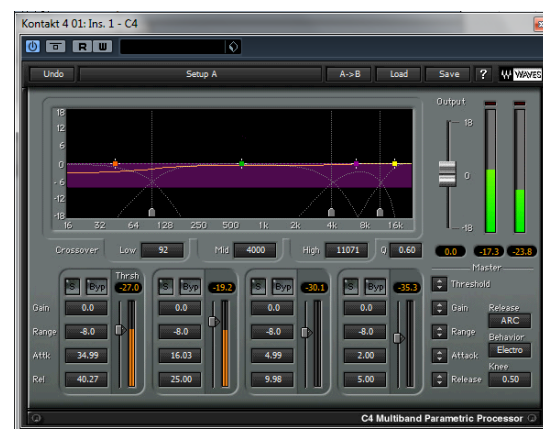 Kontakt 4 01: Ins. 1 - C4
R W
Undo Setup A A->B Load Save ? WAVES
Output
18
12
6
0
- 6
-12
-18
16 32 64 128 250 500 1k 2k 4k 8k 16k
18
0
-18
Crossover Low 92 Mid 4000 High 11071 Q 0.60
0.0 -17.3 -23.8
Master
Thrsh
S Byp -27.0 S Byp -19.2 S Byp -30.1 S Byp -35.3
Threshold
Gain 0.0 0.0 0.0 0.0 Gain Release
ARC
Range -8.0 -8.0 -8.0 -8.0 Range Behavior
Electro
Attk 34.99 16.03 4.99 2.00 Attack Knee
Rel 40.27 25.00 9.98 5.00 Release 0.50
C4 Multiband Parametric Processor